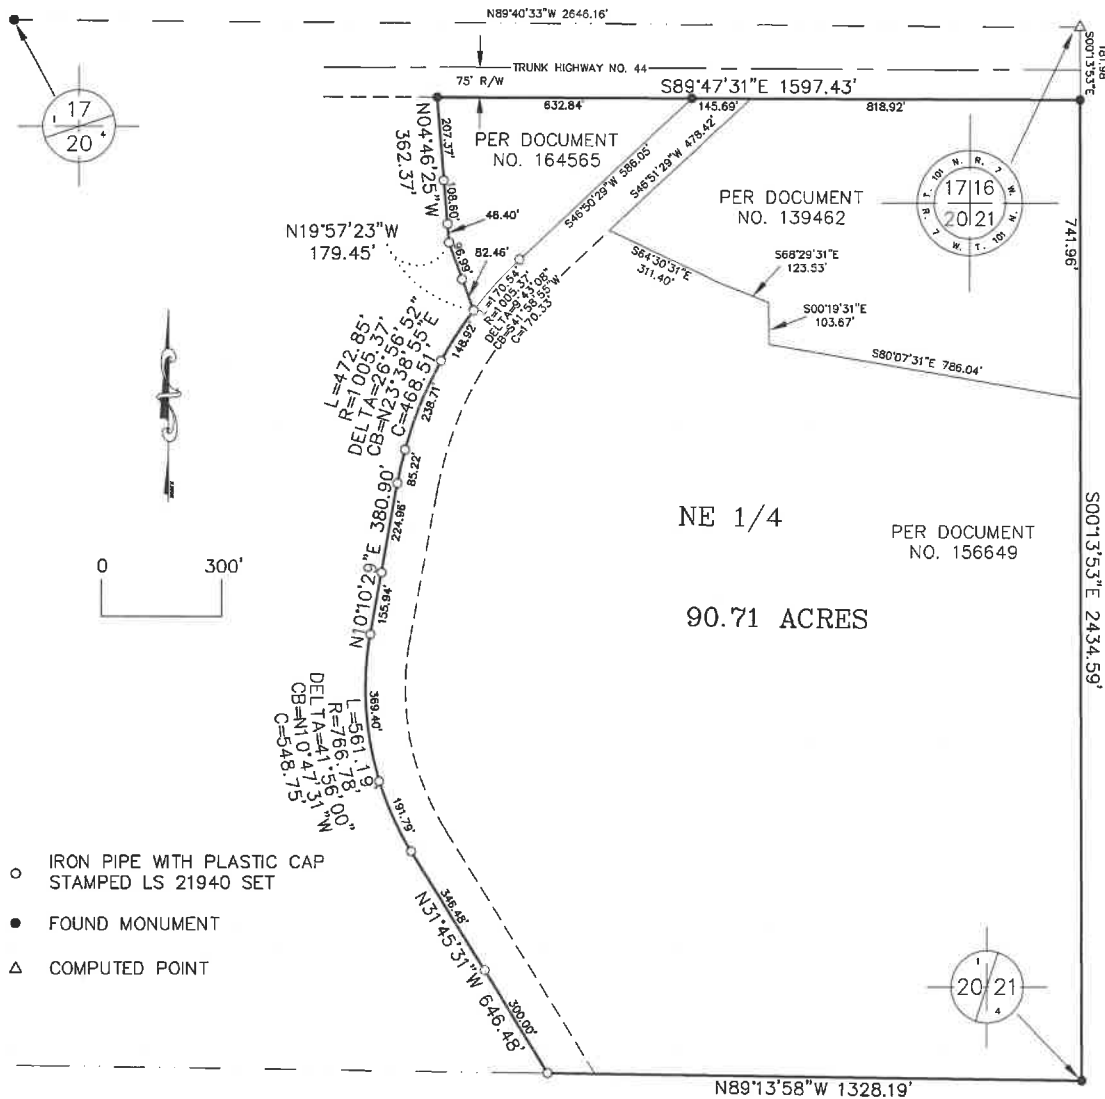 N89°40'33"W 2646.16'
181.98
S00°13'53"E
TRUNK HIGHWAY NO. 44
75' R/W
S89°47'31"E 1597.43'
632.84'
145.69'
818.92'
17
1
4
20
N04°46'25"W
362.37'
207.37'
108.60'
48.40'
96.99'
82.46'
PER DOCUMENT
NO. 164565
S46°50'29"W 586.05'
S46°51'29"W 478.42'
PER DOCUMENT
NO. 139462
T. 101 N. R. 7 W.
17 16
20 21
R. 7 W. T. 101 N.
741.96'
N19°57'23"W
179.45'
S64°30'31"E
311.40'
S68°29'31"E
123.53'
S00°19'31"E
103.67'
S80°07'31"E 786.04'
L=170.54'
R=1005.37'
DELTA=9°43'08"
CB=S41°58'55"W
C=170.33'
L=472.85'
R=1005.37'
DELTA=26°56'52"
CB=N23°38'55"E
C=468.51'
148.92'
238.71'
85.22'
N10°10'29"E 380.90'
224.96'
155.94'
0 300'
NE 1/4
90.71 ACRES
PER DOCUMENT
NO. 156649
S00°13'53"E 2434.59'
L=561.19'
R=766.78'
DELTA=41°56'00"
CB=N10°47'31"W
C=548.75'
369.40'
191.79'
IRON PIPE WITH PLASTIC CAP
STAMPED LS 21940 SET
FOUND MONUMENT
COMPUTED POINT
346.48'
N31°45'31"W 646.48'
300.00'
1
20 21
4
N89°13'58"W 1328.19'